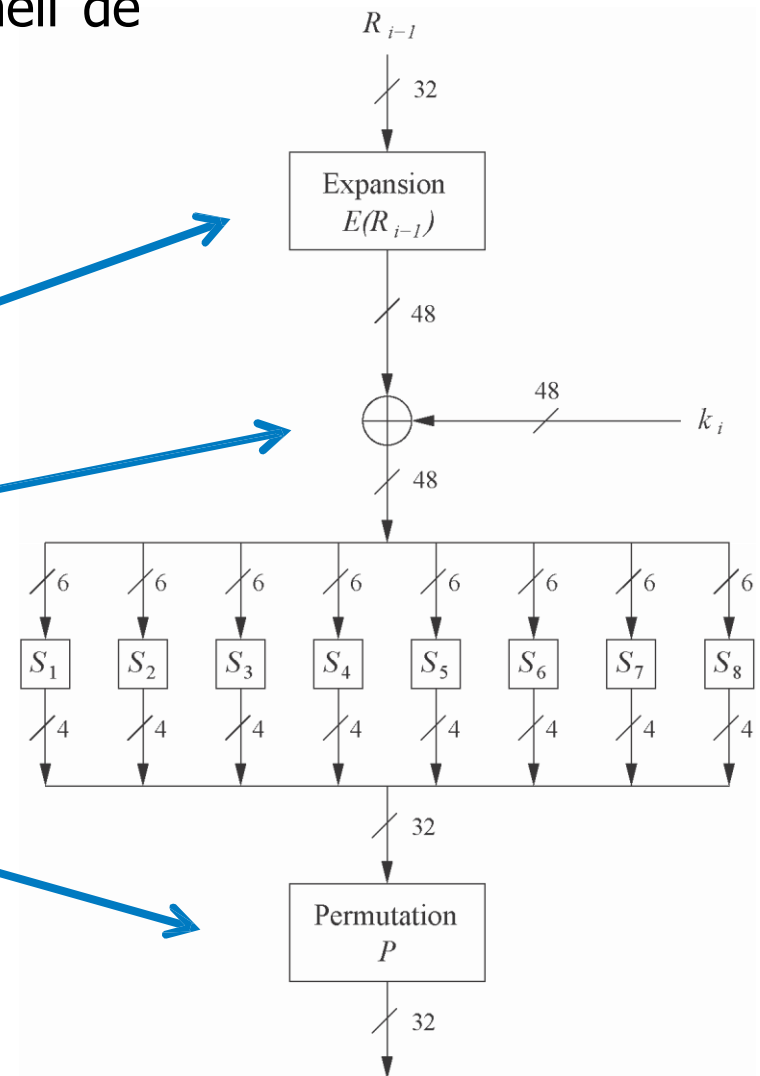 de
R i−1
32
Expansion
E(R i−1)
48
48
k i
48
6 6 6 6 6 6 6 6
S1 S2 S3 S4 S5 S6 S7 S8
4 4 4 4 4 4 4 4
32
Permutation
P
32